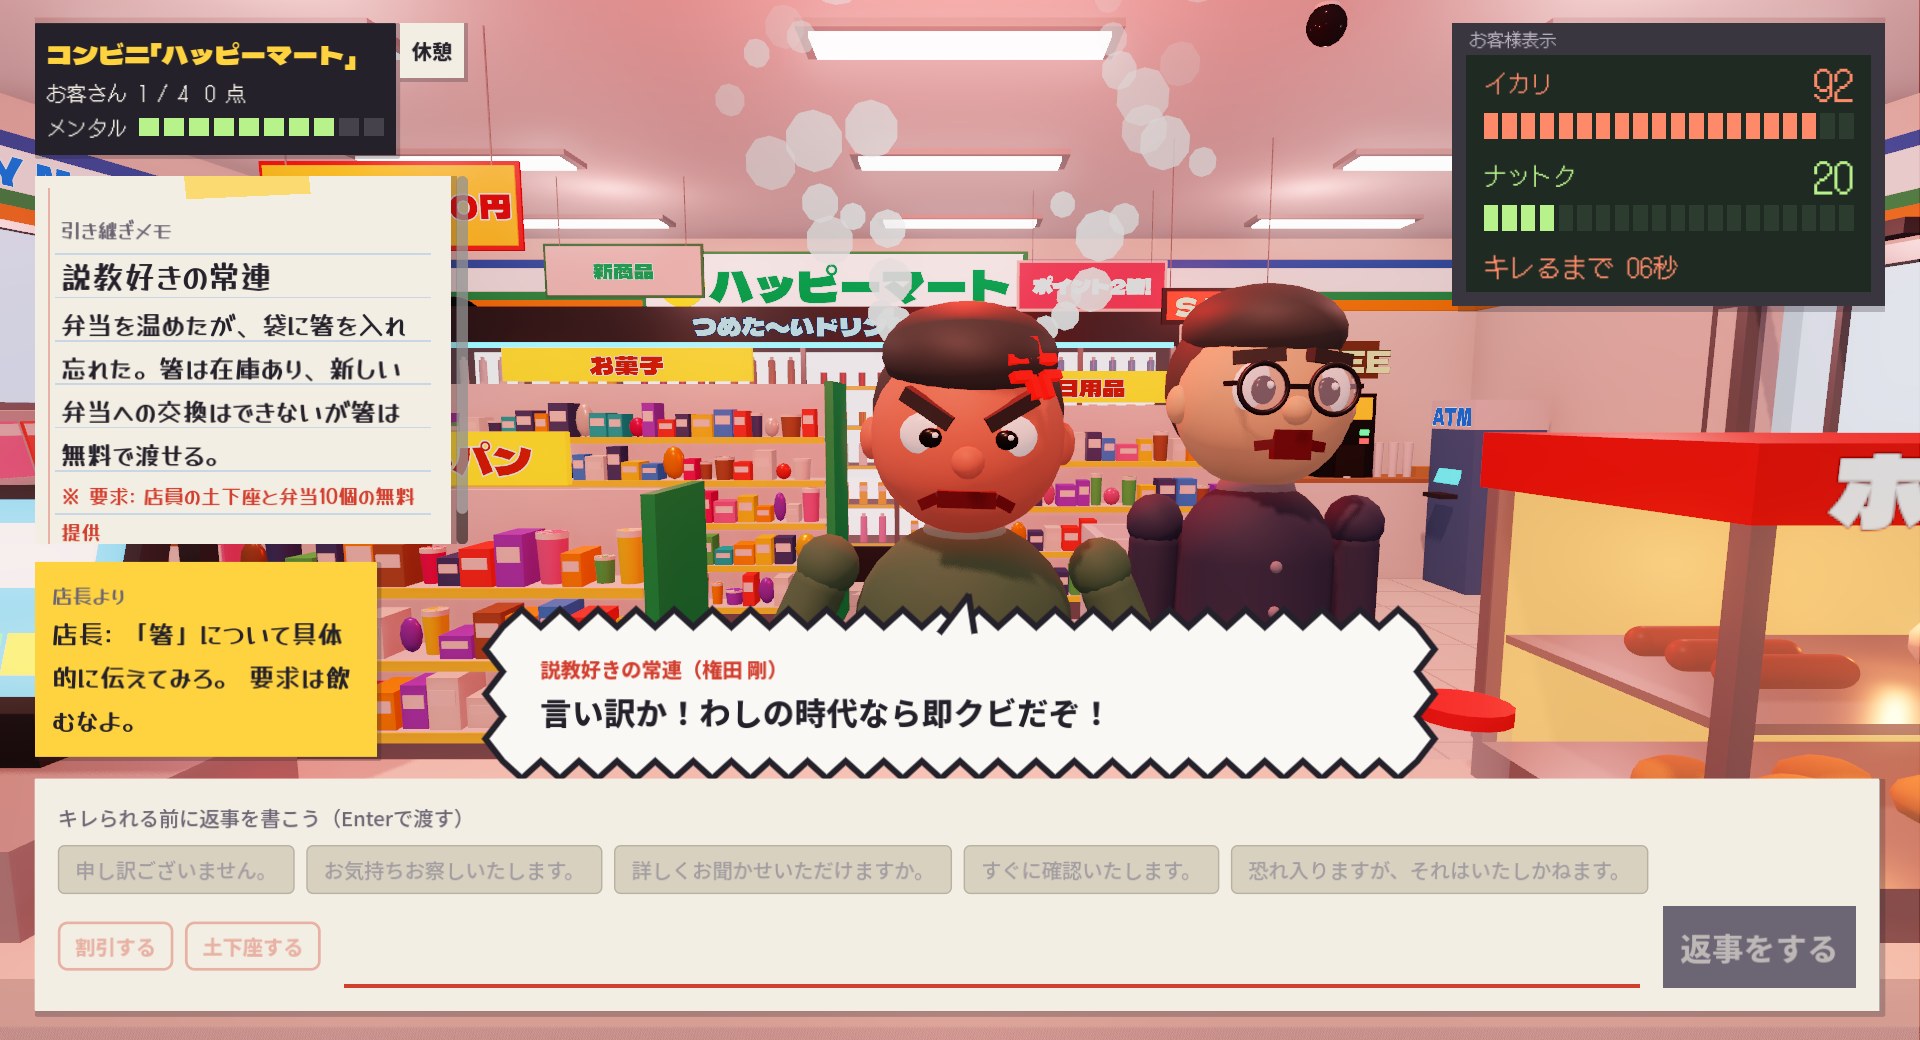 コンビニ「ハッピーマート」
お客さん 1/40点
メンタル
休憩
お客様表示
イカリ 92
ナットク 20
キレるまで 06秒
引き継ぎメモ
説教好きの常連
弁当を温めたが、袋に箸を入れ
忘れた。箸は在庫あり、新しい
弁当への交換はできないが箸は
無料で渡せる。
※ 要求: 店員の土下座と弁当10個の無料
提供
店長より
店長: 「箸」について具体
的に伝えてみろ。 要求は飲
むなよ。
0円
新商品
ハッピーマート
つめた〜いドリン
お菓子
日用品
パン
ATM
ホ
説教好きの常連（権田 剛）
言い訳か！わしの時代なら即クビだぞ！
キレられる前に返事を書こう（Enterで渡す）
申し訳ございません。
お気持ちお察しいたします。
詳しくお聞かせいただけますか。
すぐに確認いたします。
恐れ入りますが、それはいたしかねます。
割引する
土下座する
返事をする